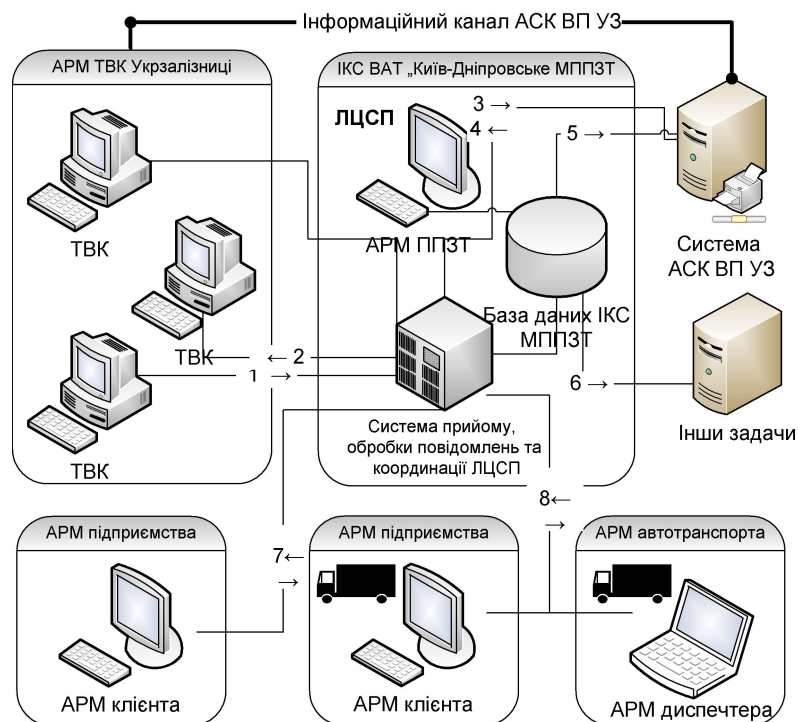 Інформаційний канал АСК ВП УЗ
АРМ ТВК Укрзалізниці
ІКС ВАТ „Київ-Дніпровське МППЗТ
ЛЦСП
3 →
4 ←
5 →
ТВК
АРМ ППЗТ
Система
АСК ВП УЗ
База даних ІКС
МППЗТ
ТВК
← 2
1 →
6 →
Система прийому,
обробки повідомлень та
координації ЛЦСП
Інши задачи
ТВК
8←
→
АРМ підприємства
АРМ підприємства
АРМ автотранспорта
7←
→
АРМ клієнта
АРМ клієнта
АРМ диспечтера